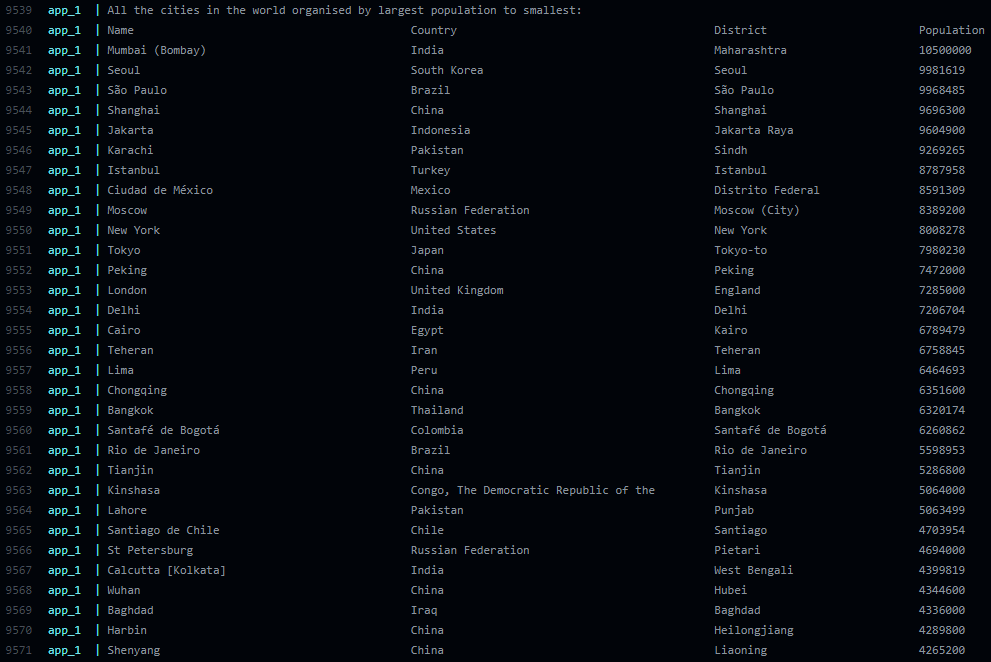 9539 app_1 | All the cities in the world organised by largest population to smallest:
9540 app_1 | Name Country District Population
9541 app_1 | Mumbai (Bombay) India Maharashtra 10500000
9542 app_1 | Seoul South Korea Seoul 9981619
9543 app_1 | São Paulo Brazil São Paulo 9968485
9544 app_1 | Shanghai China Shanghai 9696300
9545 app_1 | Jakarta Indonesia Jakarta Raya 9604900
9546 app_1 | Karachi Pakistan Sindh 9269265
9547 app_1 | Istanbul Turkey Istanbul 8787958
9548 app_1 | Ciudad de México Mexico Distrito Federal 8591309
9549 app_1 | Moscow Russian Federation Moscow (City) 8389200
9550 app_1 | New York United States New York 8008278
9551 app_1 | Tokyo Japan Tokyo-to 7980230
9552 app_1 | Peking China Peking 7472000
9553 app_1 | London United Kingdom England 7285000
9554 app_1 | Delhi India Delhi 7206704
9555 app_1 | Cairo Egypt Kairo 6789479
9556 app_1 | Teheran Iran Teheran 6758845
9557 app_1 | Lima Peru Lima 6464693
9558 app_1 | Chongqing China Chongqing 6351600
9559 app_1 | Bangkok Thailand Bangkok 6320174
9560 app_1 | Santafé de Bogotá Colombia Santafé de Bogotá 6260862
9561 app_1 | Rio de Janeiro Brazil Rio de Janeiro 5598953
9562 app_1 | Tianjin China Tianjin 5286800
9563 app_1 | Kinshasa Congo, The Democratic Republic of the Kinshasa 5064000
9564 app_1 | Lahore Pakistan Punjab 5063499
9565 app_1 | Santiago de Chile Chile Santiago 4703954
9566 app_1 | St Petersburg Russian Federation Pietari 4694000
9567 app_1 | Calcutta [Kolkata] India West Bengali 4399819
9568 app_1 | Wuhan China Hubei 4344600
9569 app_1 | Baghdad Iraq Baghdad 4336000
9570 app_1 | Harbin China Heilongjiang 4289800
9571 app_1 | Shenyang China Liaoning 4265200